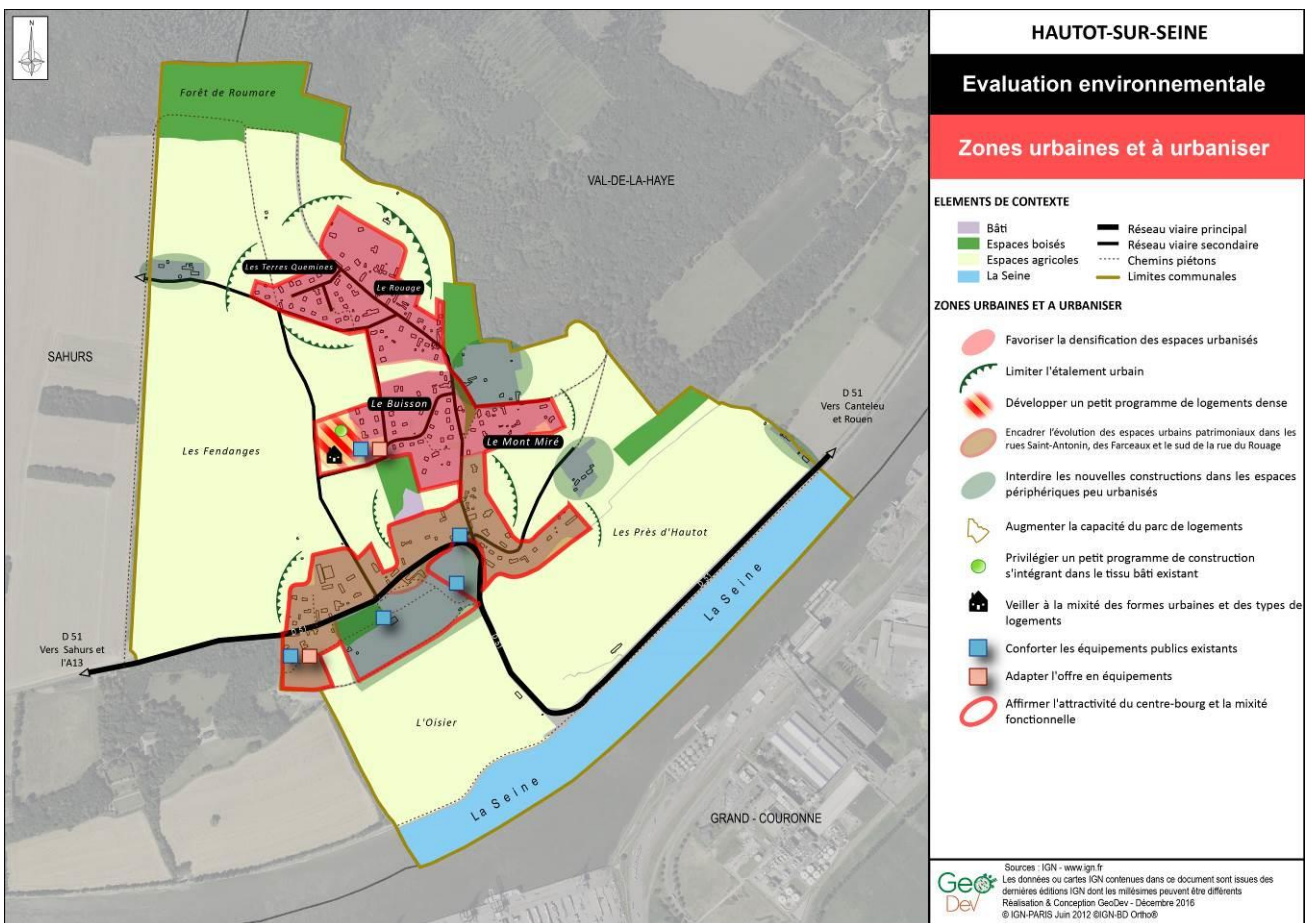 N
Forêt de Roumare
VAL-DE-LA-HAYE
Les Terres Quemines
Le Rouage
SAHURS
D 51
Vers Canteleu
et Rouen
Le Buisson
Le Mont Miré
Les Fendanges
Les Près d'Hautot
D 51
La Seine
D 51
Vers Sahurs et
l'A13
D 51
D 51
L'Oisier
La Seine
GRAND - COURONNE
HAUTOT-SUR-SEINE
Evaluation environnementale
Zones urbaines et à urbaniser
ELEMENTS DE CONTEXTE
Bâti
Espaces boisés
Espaces agricoles
La Seine
Réseau viaire principal
Réseau viaire secondaire
Chemins piétons
Limites communales
ZONES URBAINES ET A URBANISER
Favoriser la densification des espaces urbanisés
Limiter l'étalement urbain
Développer un petit programme de logements dense
Encadrer l'évolution des espaces urbains patrimoniaux dans les
rues Saint-Antonin, des Farceaux et le sud de la rue du Rouage
Interdire les nouvelles constructions dans les espaces
périphériques peu urbanisés
Augmenter la capacité du parc de logements
Privilégier un petit programme de construction
s'intégrant dans le tissu bâti existant
Veiller à la mixité des formes urbaines et des types de
logements
Conforter les équipements publics existants
Adapter l'offre en équipements
Affirmer l'attractivité du centre-bourg et la mixité
fonctionnelle
Geo
Dev
Sources : IGN - www.ign.fr
Les données ou cartes IGN contenues dans ce document sont issues des
dernières éditions IGN dont les millésimes peuvent être différents
Réalisation & Conception GeoDev - Décembre 2016
© IGN-PARIS Juin 2012 ©IGN-BD Ortho®